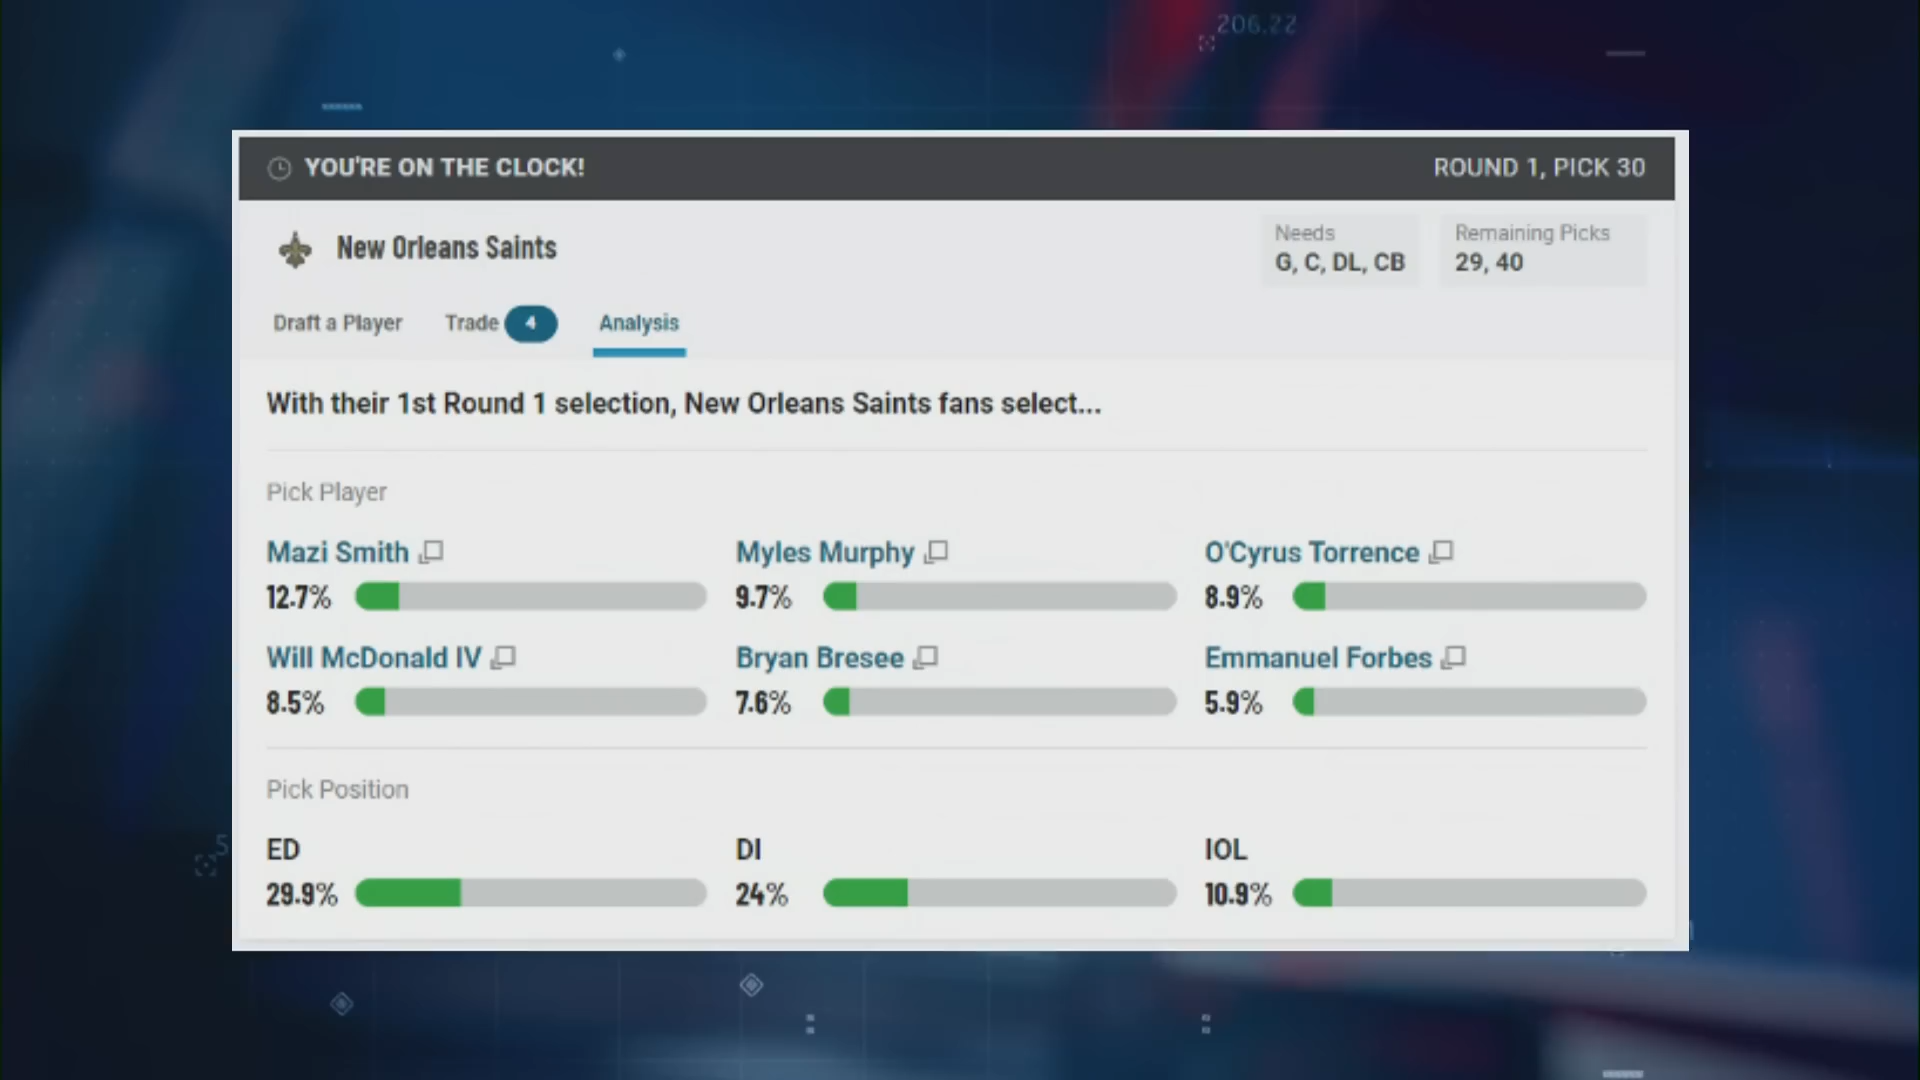 206.22
YOU'RE ON THE CLOCK!
ROUND 1, PICK 30
New Orleans Saints
Needs
G, C, DL, CB
Remaining Picks
29, 40
Draft a Player
Trade 4
Analysis
With their 1st Round 1 selection, New Orleans Saints fans select...
Pick Player
Mazi Smith
12.7%
Myles Murphy
9.7%
O'Cyrus Torrence
8.9%
Will McDonald IV
8.5%
Bryan Bresee
7.6%
Emmanuel Forbes
5.9%
Pick Position
ED
29.9%
DI
24%
IOL
10.9%